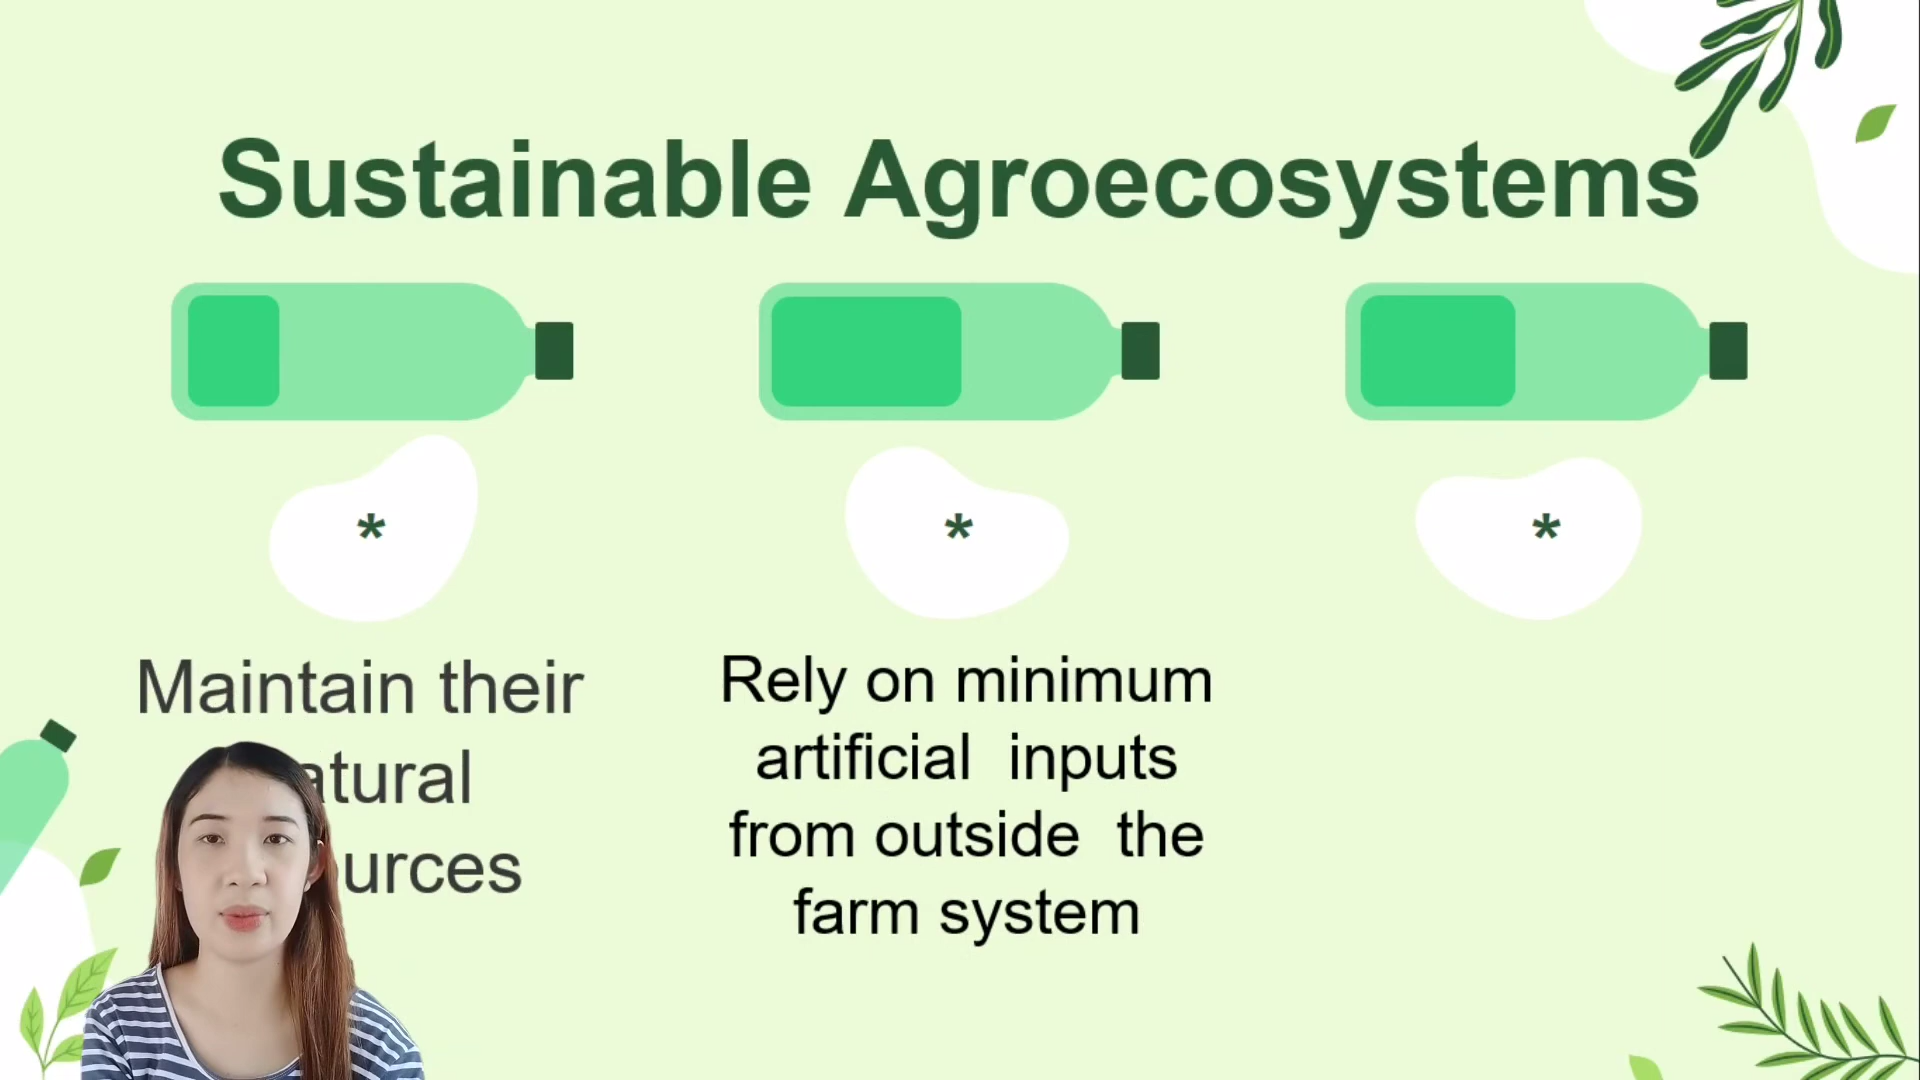 Sustainable Agroecosystems
* * *
Maintain their
atural
urces
Rely on minimum
artificial inputs
from outside the
farm system